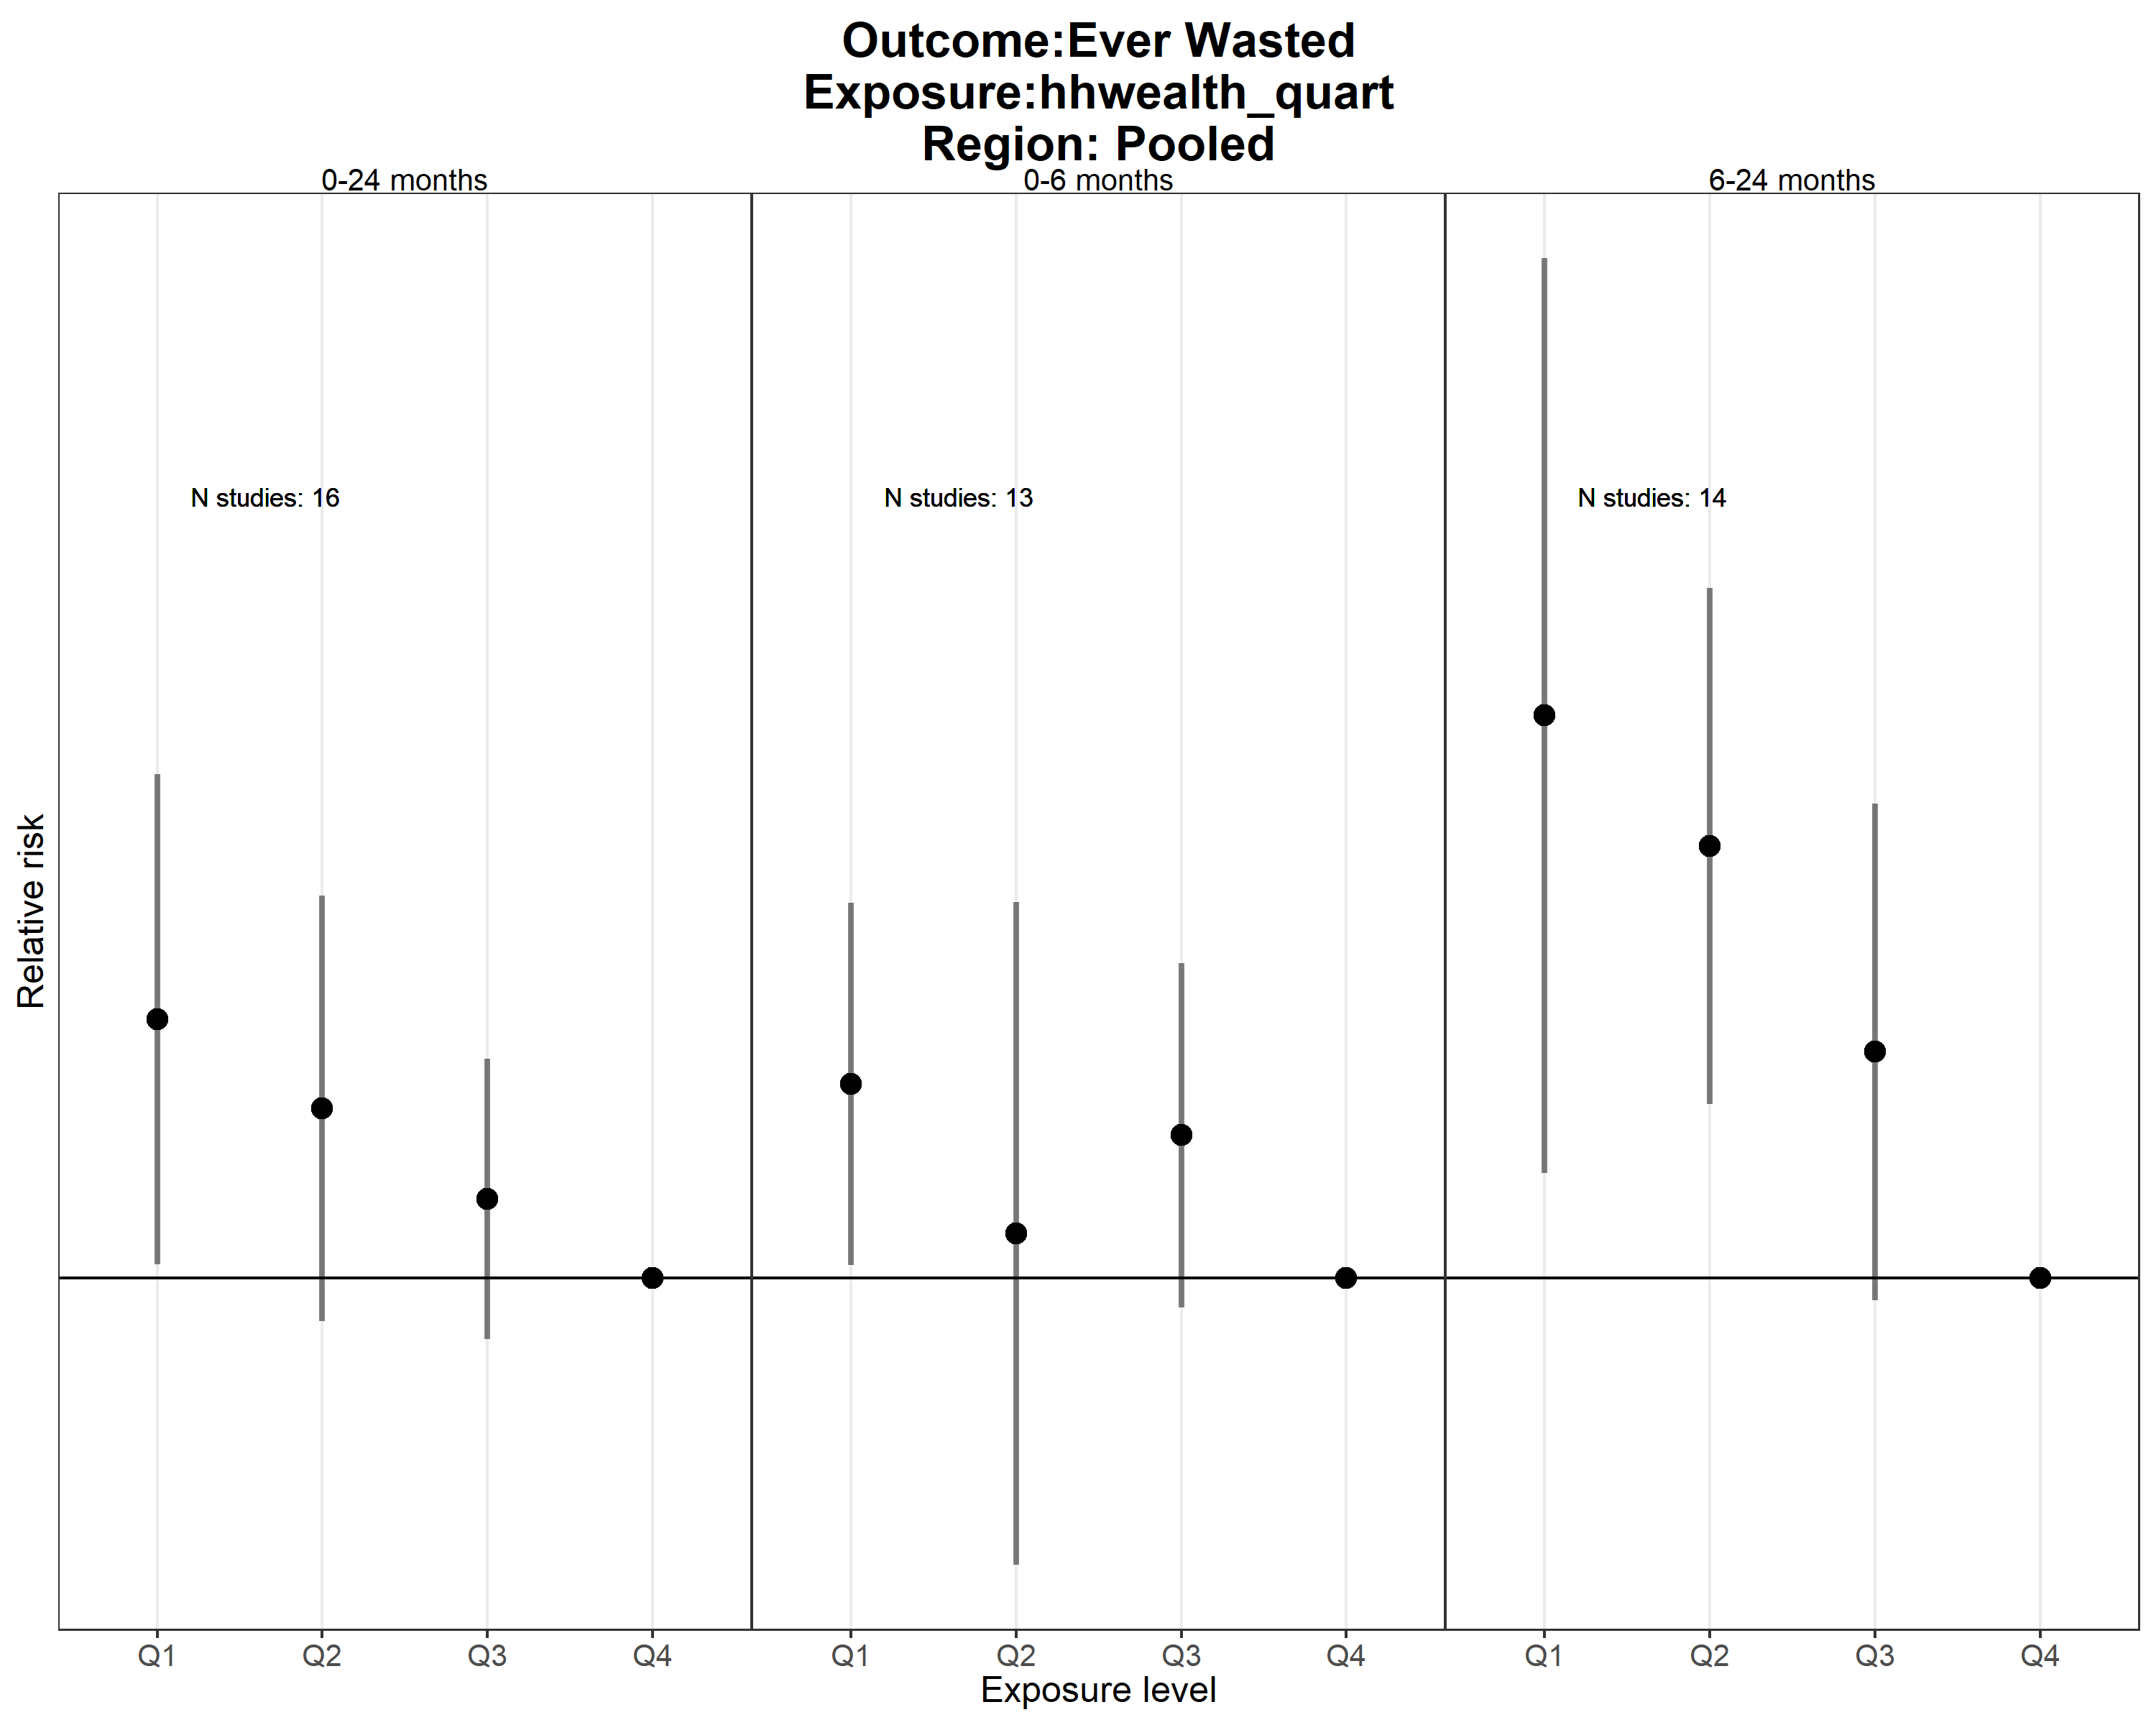 Outcome:Ever Wasted
Exposure:hhwealth_quart
Region: Pooled
0-24 months
0-6 months
6-24 months
N studies: 16
N studies: 13
N studies: 14
Relative risk
Q1 Q2 Q3 Q4 Q1 Q2 Q3 Q4 Q1 Q2 Q3 Q4
Exposure level